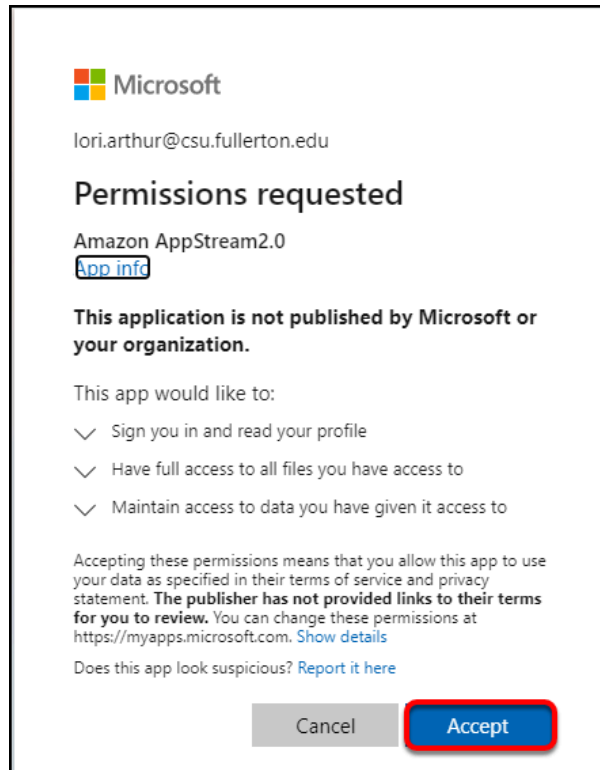 Microsoft
lori.arthur@csu.fullerton.edu
Permissions requested
Amazon AppStream2.0
App info
This application is not published by Microsoft or
your organization.
This app would like to:
Sign you in and read your profile
Have full access to all files you have access to
Maintain access to data you have given it access to
Accepting these permissions means that you allow this app to use
your data as specified in their terms of service and privacy
statement. The publisher has not provided links to their terms
for you to review. You can change these permissions at
https://myapps.microsoft.com. Show details
Does this app look suspicious? Report it here
Cancel Accept